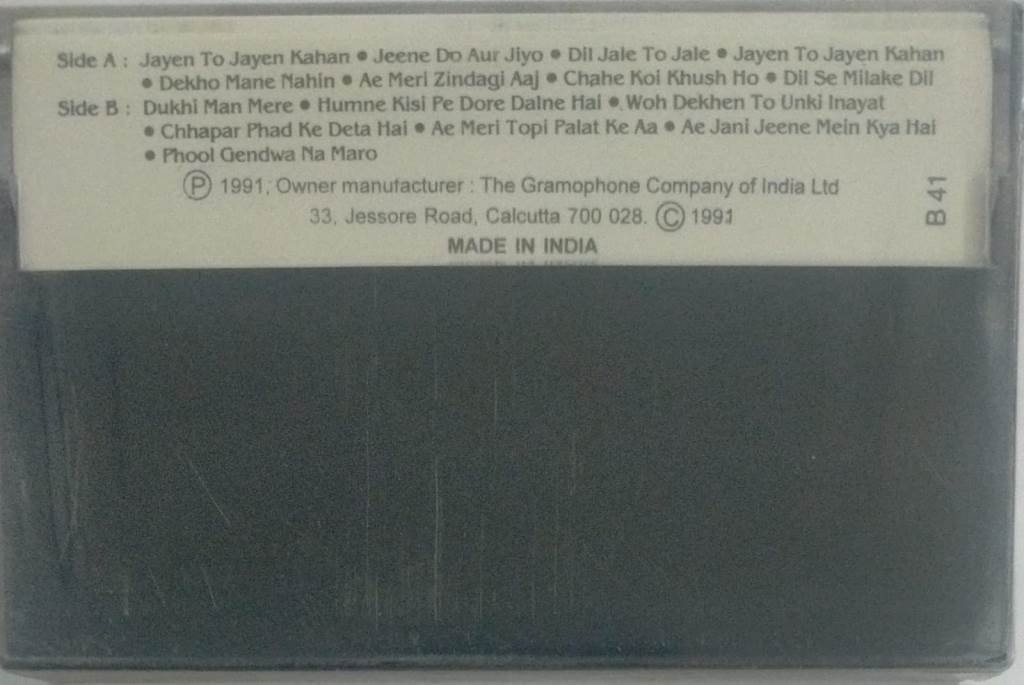 Side A : Jayen To Jayen Kahan • Jeene Do Aur Jiyo • Dil Jale To Jale • Jayen To Jayen Kahan
• Dekho Mane Nahin • Ae Meri Zindagi Aaj • Chahe Koi Khush Ho • Dil Se Milake Dil
Side B : Dukhi Man Mere • Humne Kisi Pe Dore Dalne Hai • Woh Dekhen To Unki Inayat
• Chhapar Phad Ke Deta Hai • Ae Meri Topi Palat Ke Aa • Ae Jani Jeene Mein Kya Hai
• Phool Gendwa Na Maro
Ⓟ 1991, Owner manufacturer : The Gramophone Company of India Ltd
33, Jessore Road, Calcutta 700 028. © 1991
MADE IN INDIA
B 41